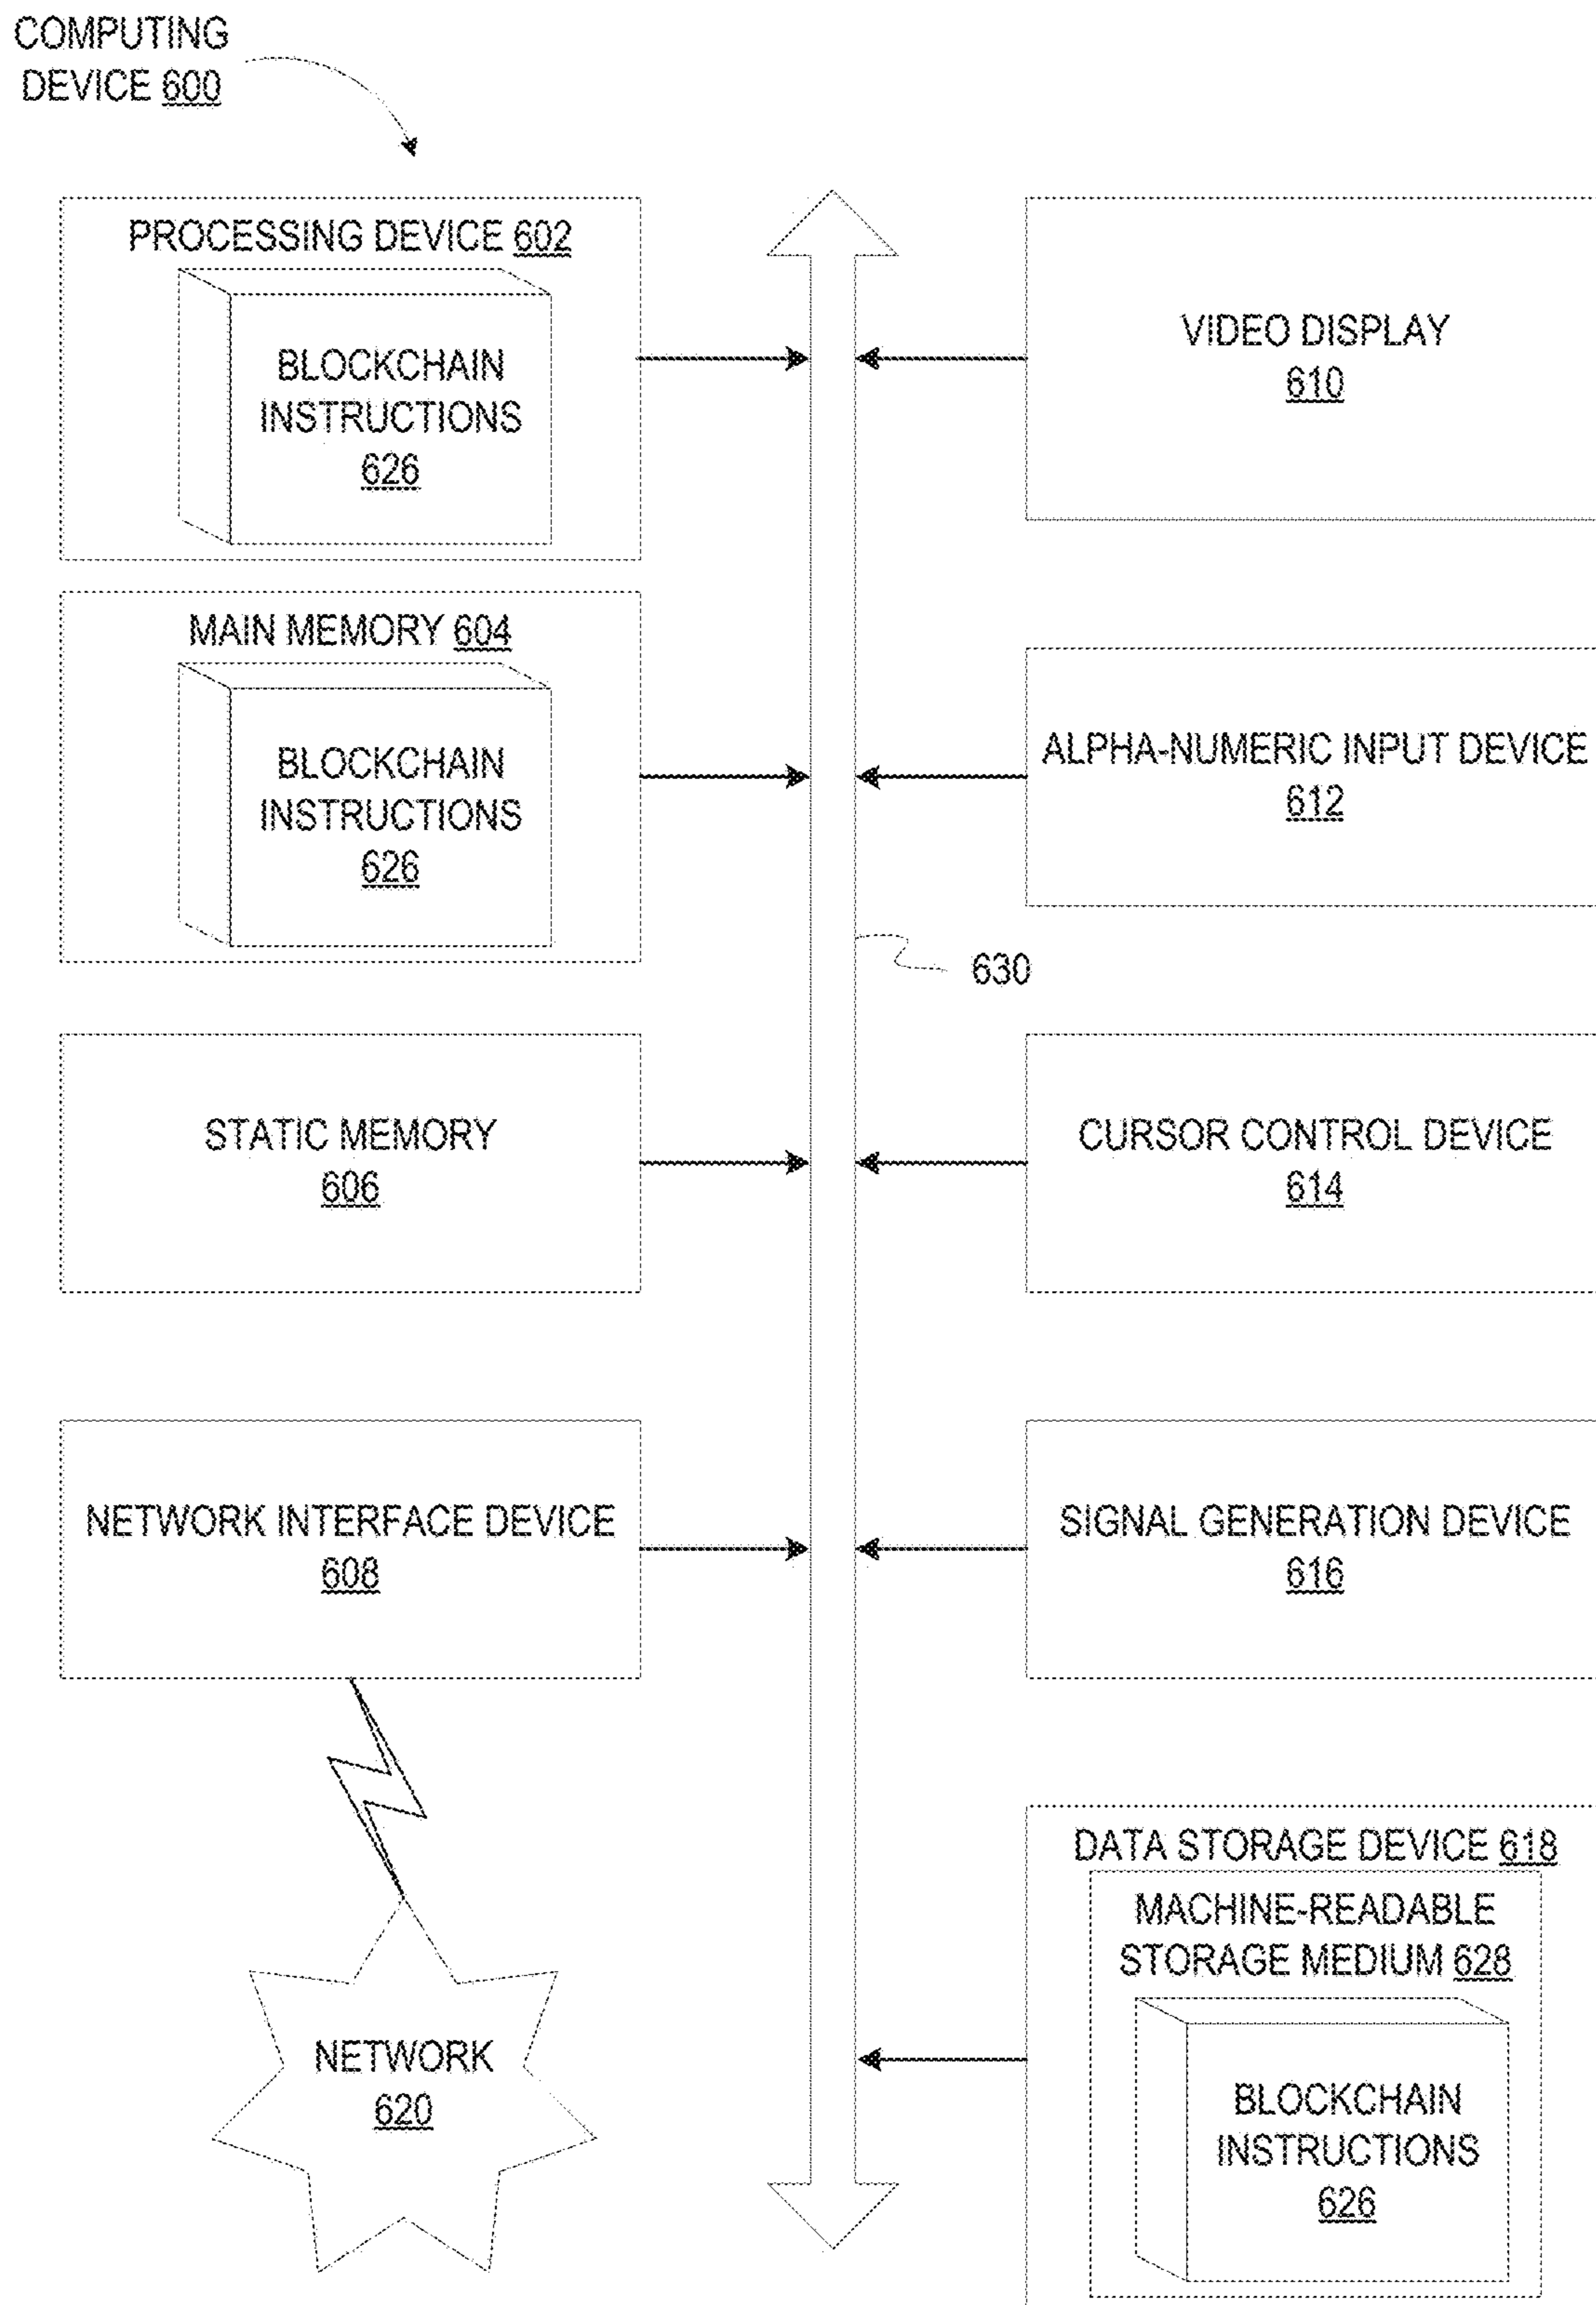 COMPUTING
DEVICE 600
PROCESSING DEVICE 602
BLOCKCHAIN
INSTRUCTIONS
626
VIDEO DISPLAY
610
MAIN MEMORY 604
BLOCKCHAIN
INSTRUCTIONS
626
ALPHA-NUMERIC INPUT DEVICE
612
630
STATIC MEMORY
606
CURSOR CONTROL DEVICE
614
NETWORK INTERFACE DEVICE
608
SIGNAL GENERATION DEVICE
616
NETWORK
620
DATA STORAGE DEVICE 618
MACHINE-READABLE
STORAGE MEDIUM 628
BLOCKCHAIN
INSTRUCTIONS
626